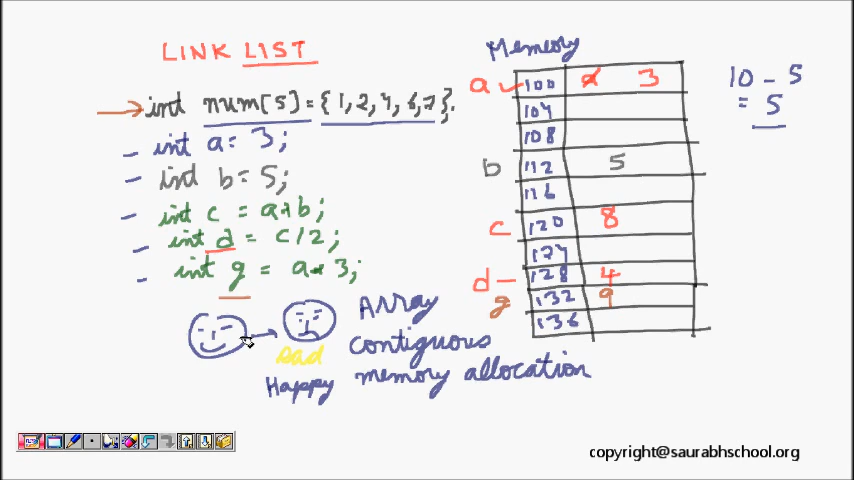 LINK LIST
int num[5] = {1,2,4,6,7};
int a= 3;
int b= 5;
int c = a+b;
int d = c/2;
int g = a* 3;
Array
contiguous
memory allocation
sad
Happy
Memeory
a 100 2 3
104
108
b 112 5
116
c 120 8
124
d 128 4
g 132 9
136
10 - 5
= 5
copyright@saurabhschool.org